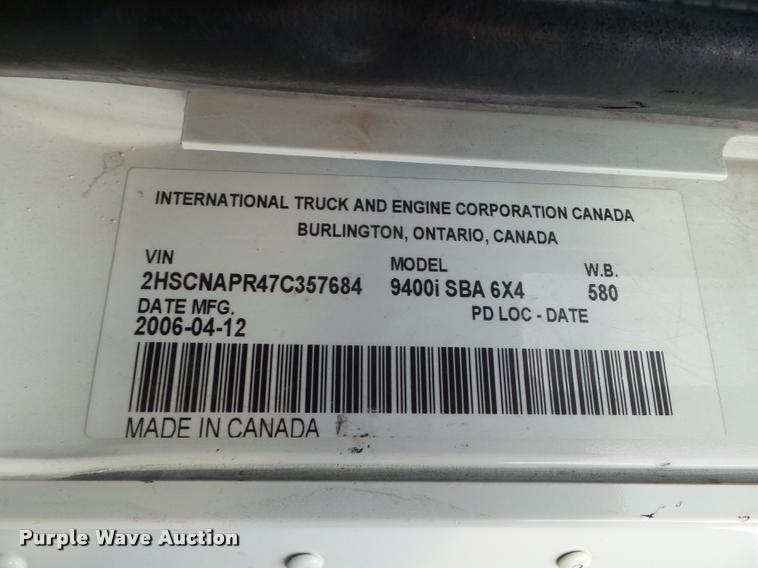 INTERNATIONAL TRUCK AND ENGINE CORPORATION CANADA
BURLINGTON, ONTARIO, CANADA
VIN MODEL W.B.
2HSCNAPR47C357684 9400i SBA 6X4 580
DATE MFG. PD LOC - DATE
2006-04-12
MADE IN CANADA
Purple Wave Auction